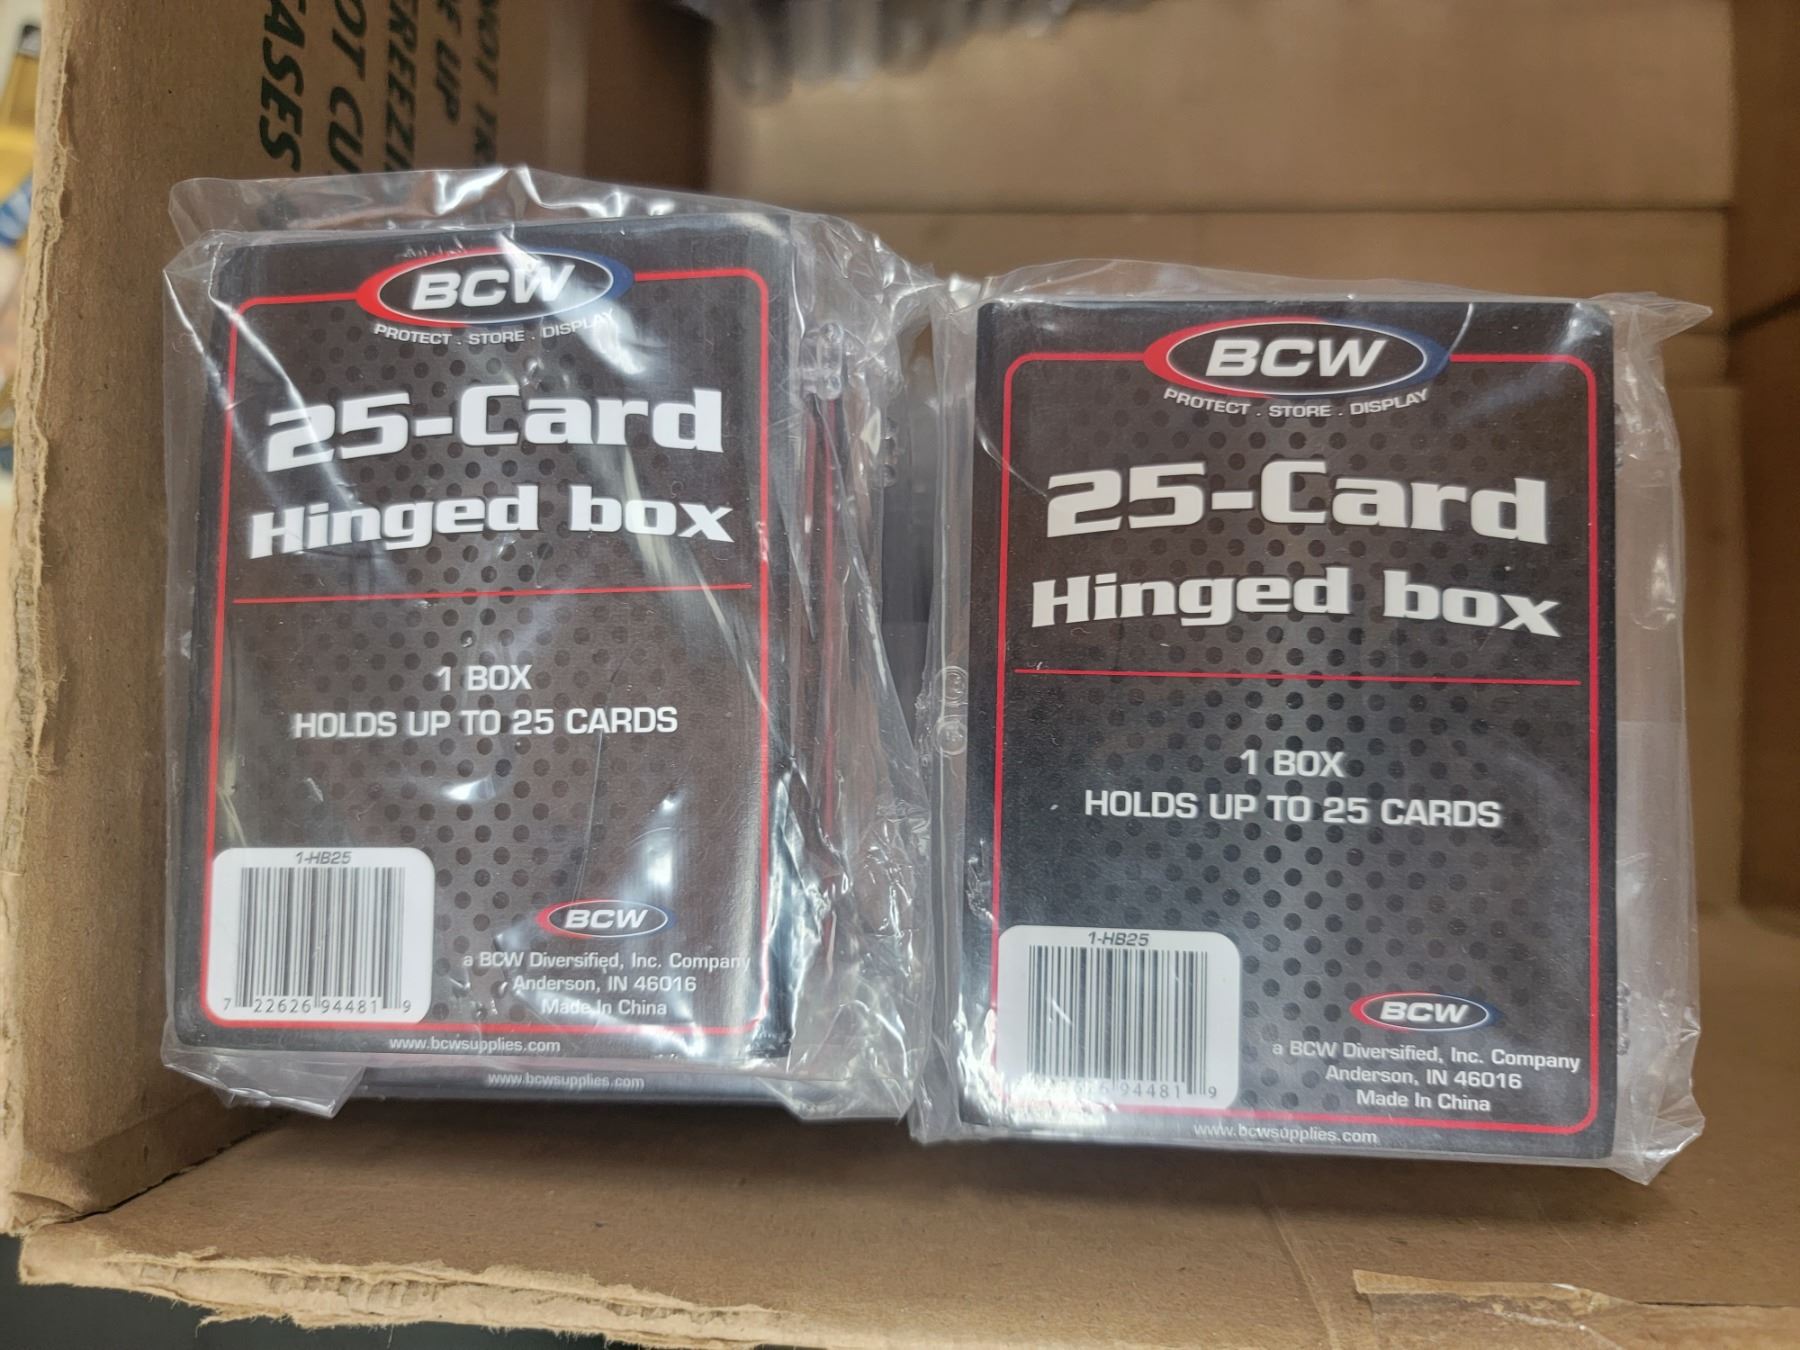 BCW
PROTECT . STORE . DISPLAY
25-Card
Hinged box
1 BOX
HOLDS UP TO 25 CARDS
1-HB25
7 22626 94481 9
BCW
a BCW Diversified, Inc. Company
Anderson, IN 46016
Made In China
www.bcwsupplies.com
www.bcwsupplies.com
BCW
PROTECT . STORE . DISPLAY
25-Card
Hinged box
1 BOX
HOLDS UP TO 25 CARDS
1-HB25
94481 9
BCW
a BCW Diversified, Inc. Company
Anderson, IN 46016
Made In China
www.bcwsupplies.com
UP